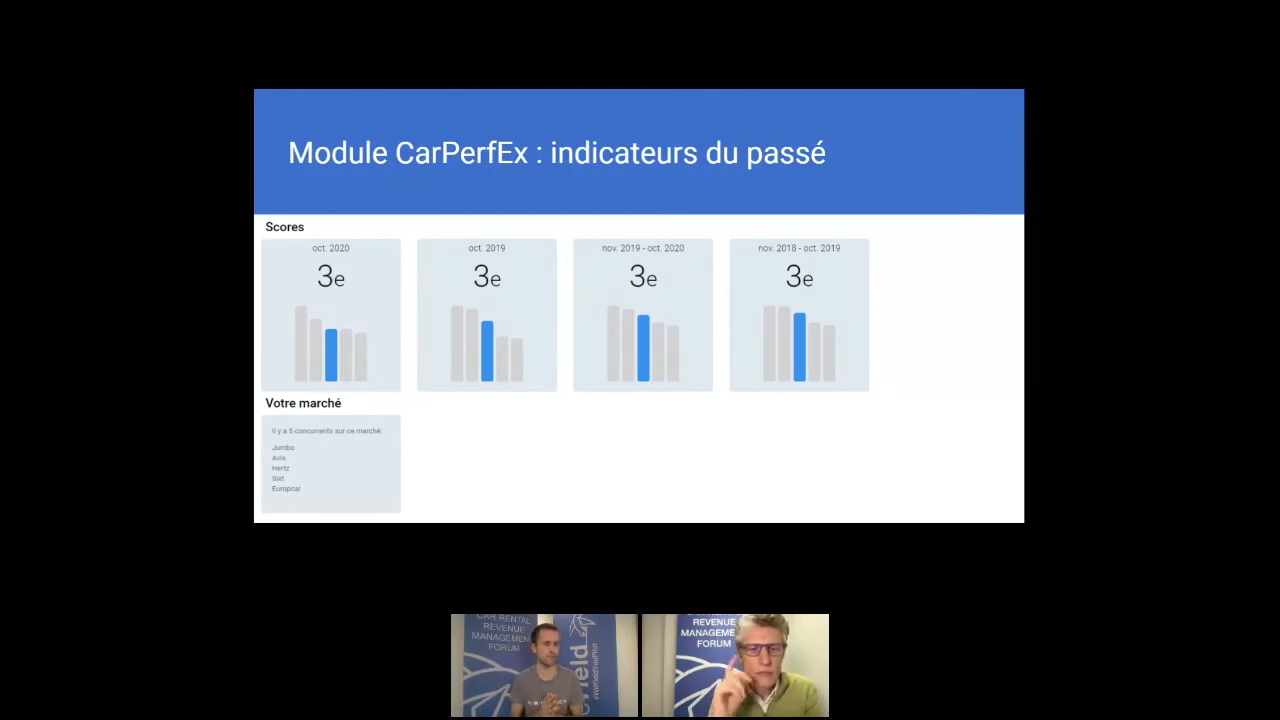 Module CarPerfEx : indicateurs du passé
Scores
oct. 2020
3e
oct. 2019
3e
nov. 2019 - oct. 2020
3e
nov. 2018 - oct. 2019
3e
Votre marché
Il y a 5 concurrents sur ce marché:
Jumbo
Avis
Hertz
Sixt
Europcar
CAR RENTAL
REVENUE
MANAGEMEN
FORUM
#WeYieldYouPilot
REVENUE
MANAGEME
FORUM